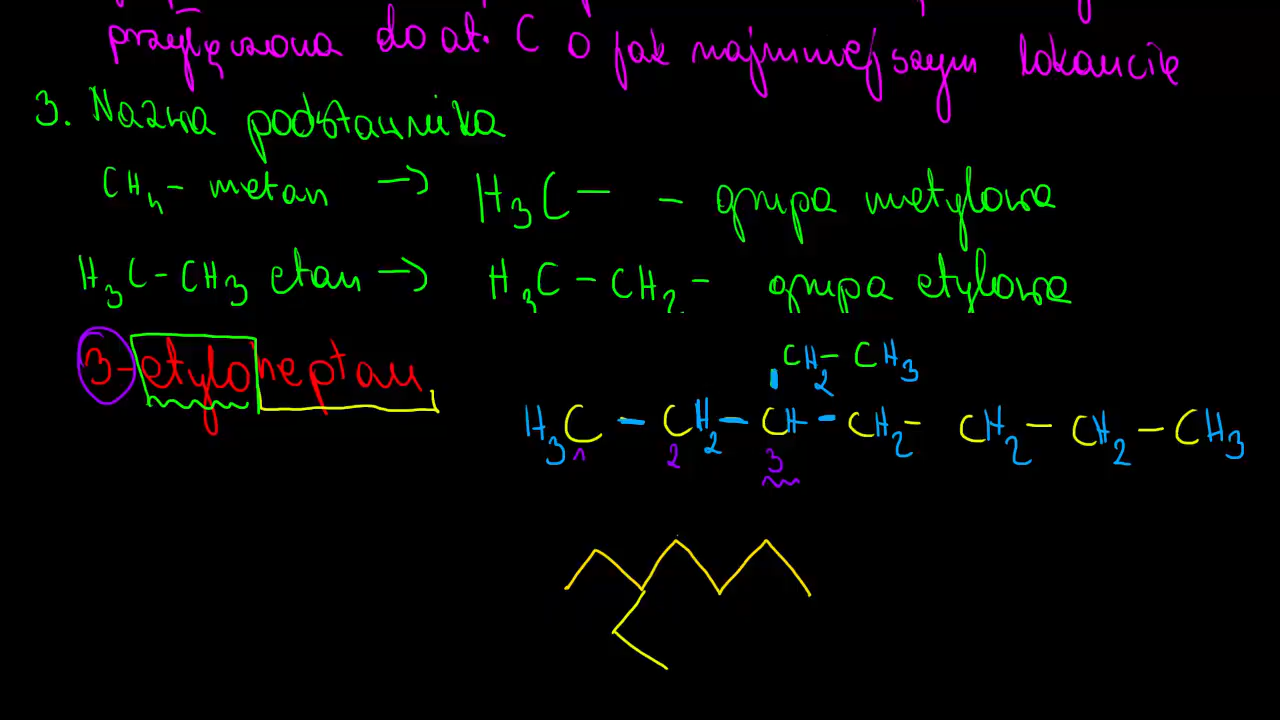 przyłączona do at. C o jak najmniejszym lokancie
3. Nazwa podstawnika
CH₄ - metan → H₃C — - grupa metylowa
H₃C - CH₃ etan → H₃C - CH₂ - grupa etylowa
3-etyloheptan
CH₂ - CH₃
H₃C - CH₂ - CH - CH₂ - CH₂ - CH₂ - CH₃
1 2 3